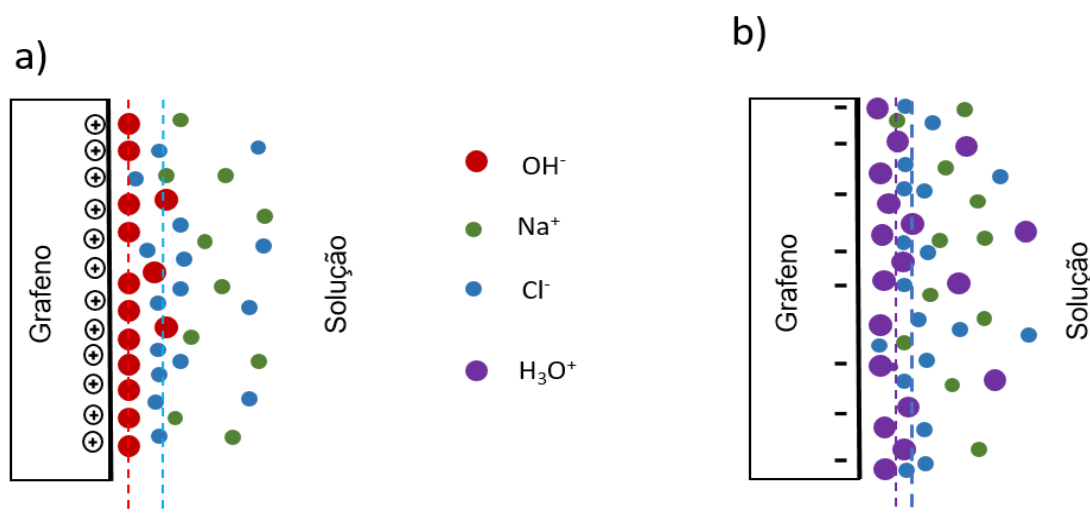 a)
b)
Grafeno
Solução
OH⁻
Na⁺
Cl⁻
H₃O⁺
Grafeno
Solução